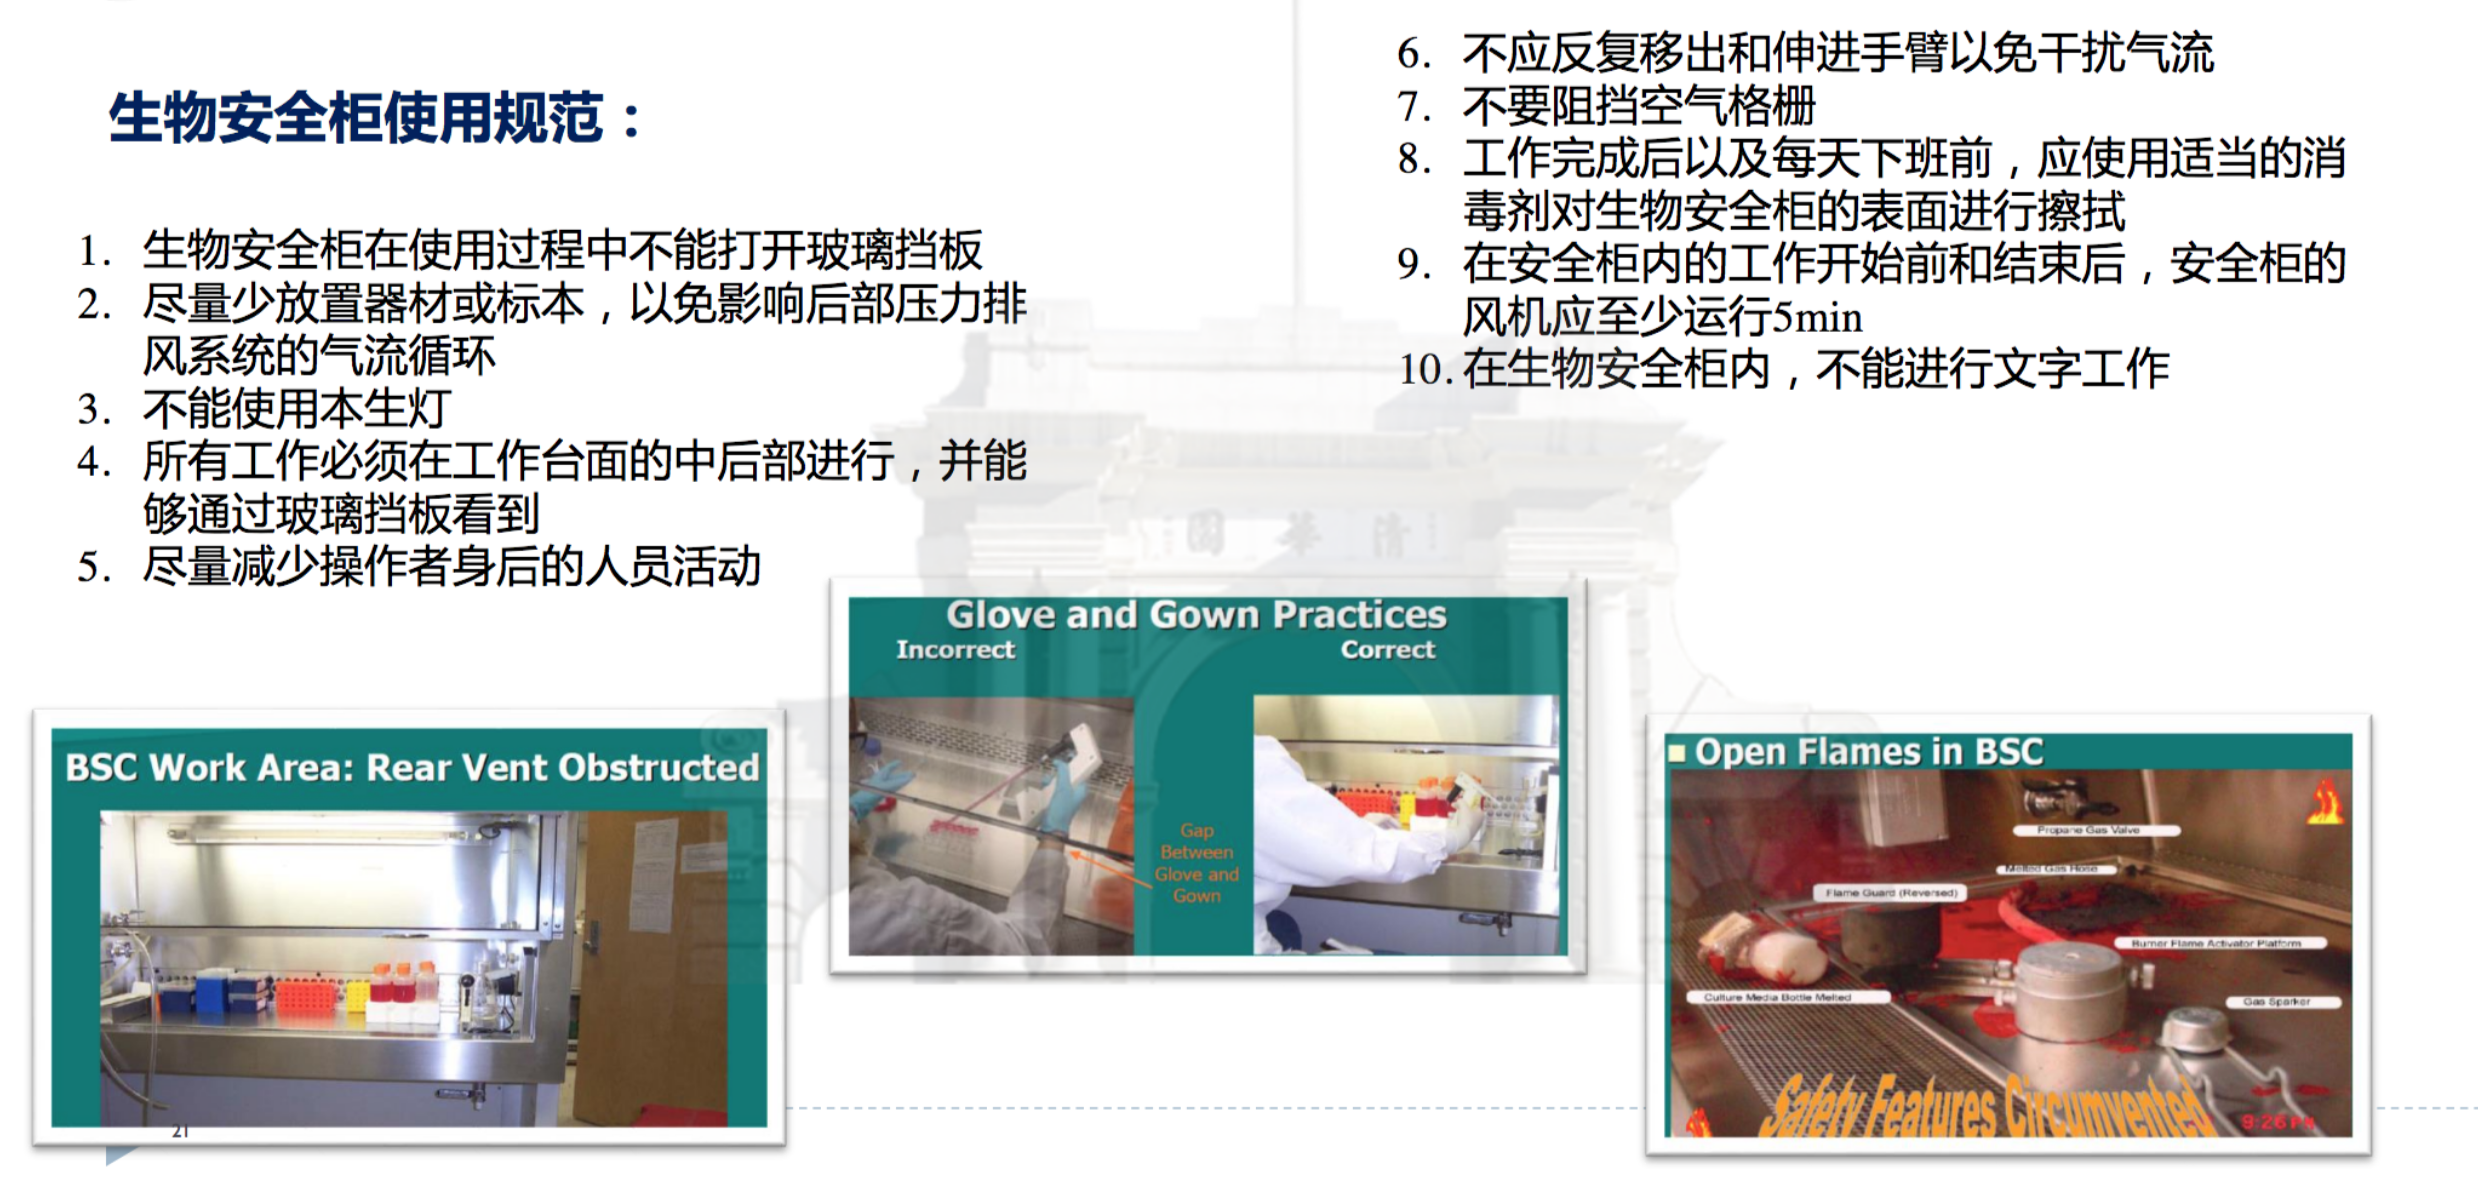 生物安全柜使用规范：
1. 生物安全柜在使用过程中不能打开玻璃挡板
2. 尽量少放置器材或标本，以免影响后部压力排
风系统的气流循环
3. 不能使用本生灯
4. 所有工作必须在工作台面的中后部进行，并能
够通过玻璃挡板看到
5. 尽量减少操作者身后的人员活动
6. 不应反复移出和伸进手臂以免干扰气流
7. 不要阻挡空气格栅
8. 工作完成后以及每天下班前，应使用适当的消
毒剂对生物安全柜的表面进行擦拭
9. 在安全柜内的工作开始前和结束后，安全柜的
风机应至少运行5min
10. 在生物安全柜内，不能进行文字工作
園 華 清
BSC Work Area: Rear Vent Obstructed
21
Glove and Gown Practices
Incorrect
Correct
Gap
Between
Glove and
Gown
Open Flames in BSC
Propane Gas Valve
Melted Gas Hose
Flame Guard (Reversed)
Burner Flame Activator Platform
Culture Media Bottle Melted
Gas Sparker
Safety Features Circumvented
9:26 PM